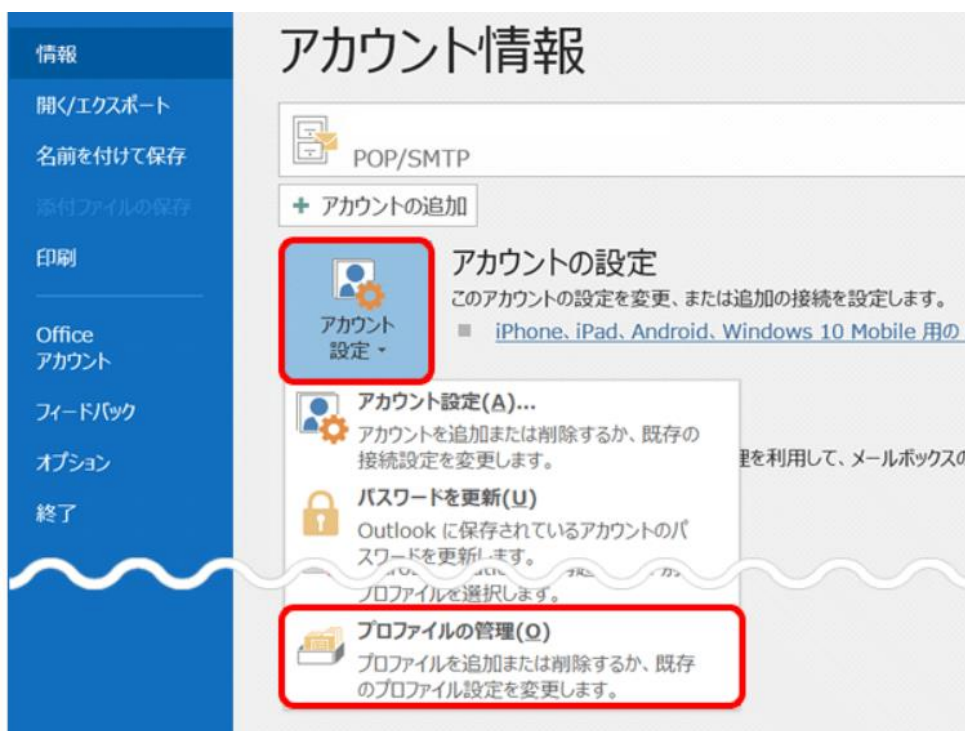 情報
開く/エクスポート
名前を付けて保存
添付ファイルの保存
印刷
Office
アカウント
フィードバック
オプション
終了
アカウント情報
POP/SMTP
+ アカウントの追加
アカウント
設定
アカウントの設定
このアカウントの設定を変更、または追加の接続を設定します。
iPhone、iPad、Android、Windows 10 Mobile 用の
アカウント設定(A)...
アカウントを追加または削除するか、既存の
接続設定を変更します。
理を利用して、メールボックスの
パスワードを更新(U)
Outlook に保存されているアカウントのパ
スワードを更新します。
プロファイルを選択します。
プロファイルの管理(O)
プロファイルを追加または削除するか、既存
のプロファイル設定を変更します。